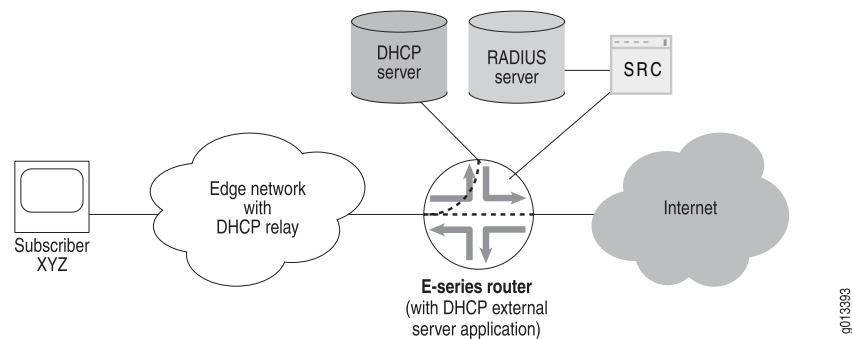 DHCP
server
RADIUS
server
SRC
Edge network
with
DHCP relay
Internet
Subscriber
XYZ
E-series router
(with DHCP external
server application)
g013393